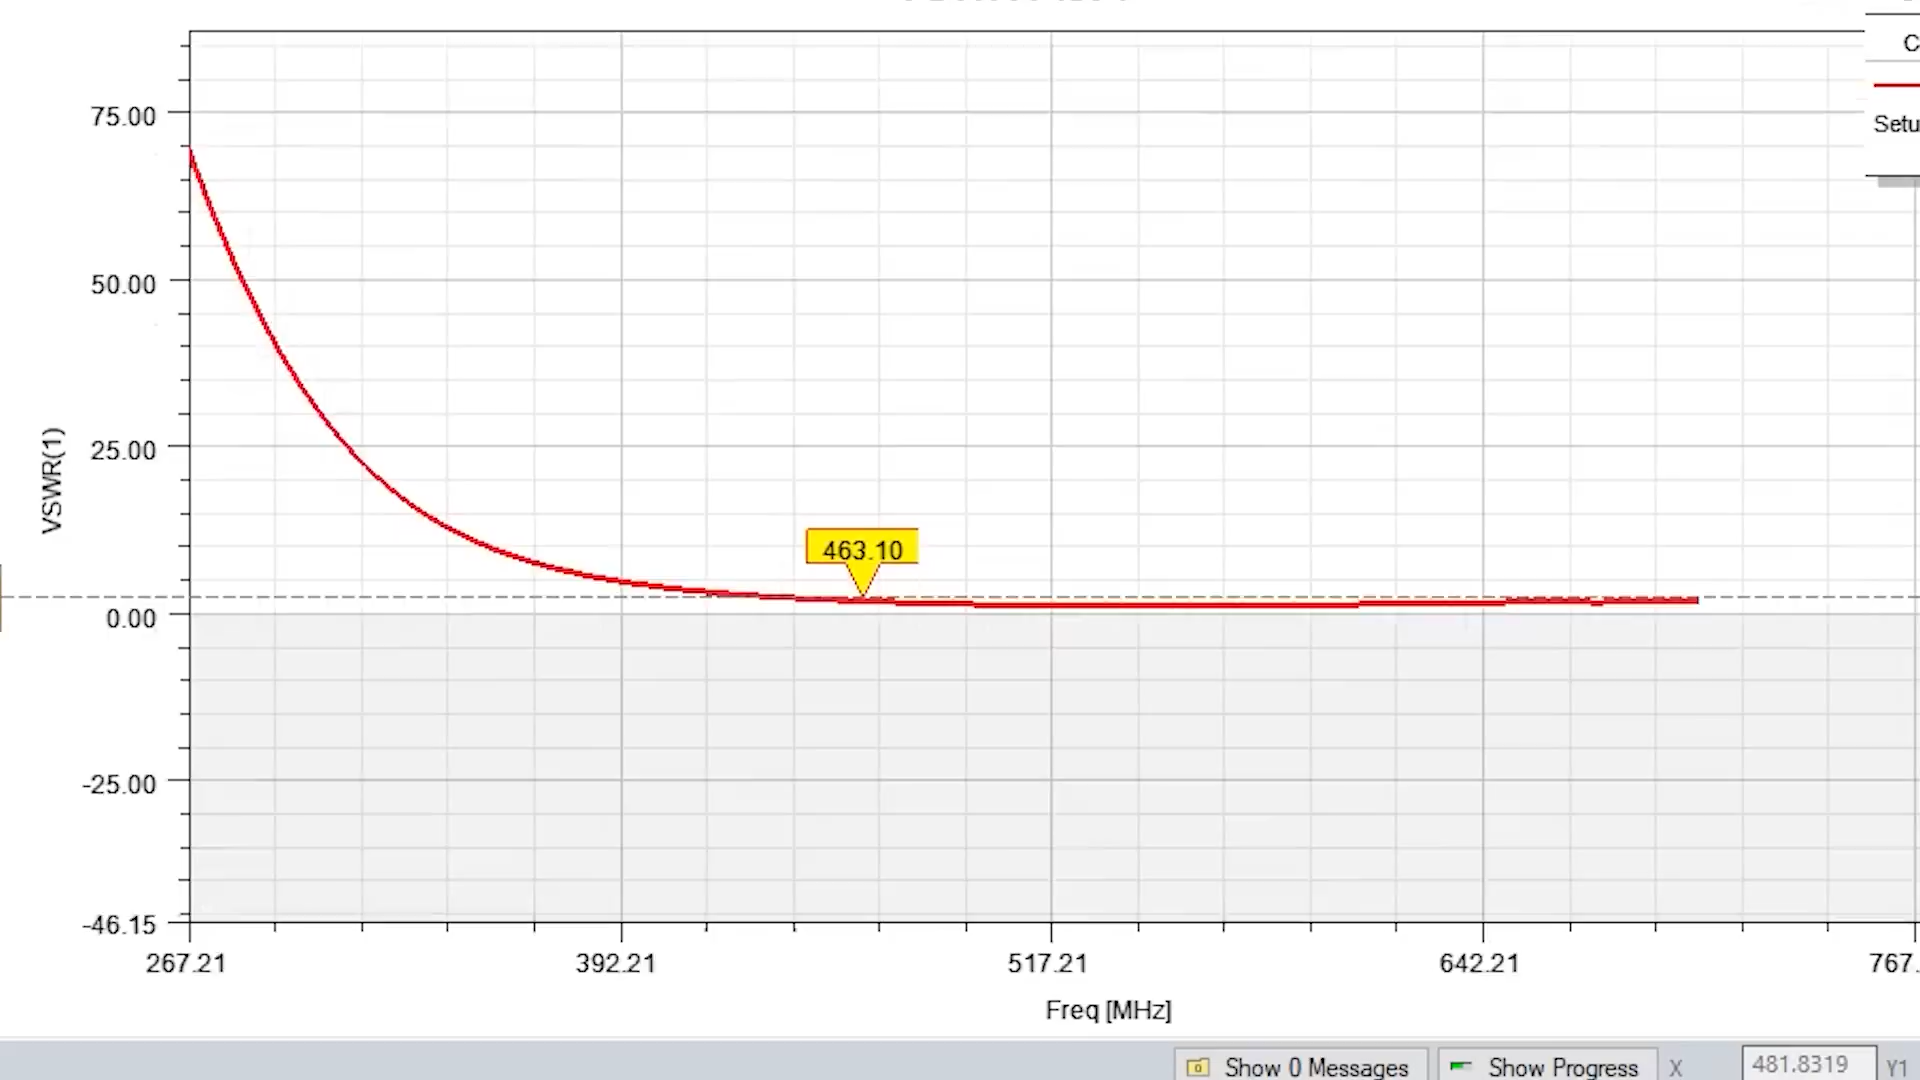 C
75.00
Setu
50.00
25.00
VSWR(1)
463.10
0.00
-25.00
-46.15
267.21 392.21 517.21 642.21 767.
Freq [MHz]
Show 0 Messages Show Progress X 481.8319 Y1